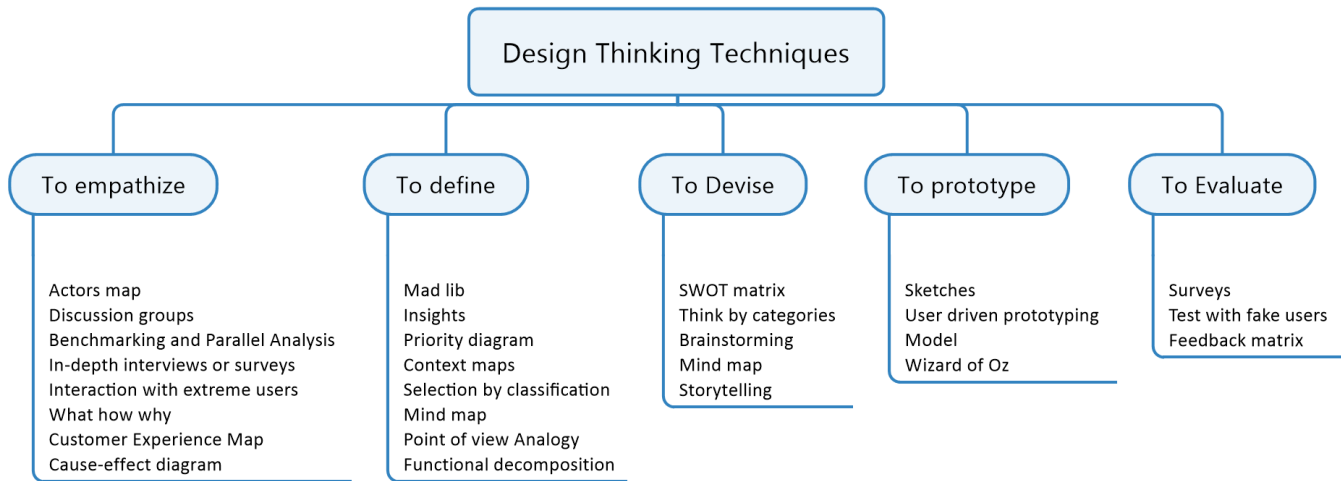 Design Thinking Techniques
To empathize
Actors map
Discussion groups
Benchmarking and Parallel Analysis
In-depth interviews or surveys
Interaction with extreme users
What how why
Customer Experience Map
Cause-effect diagram
To define
Mad lib
Insights
Priority diagram
Context maps
Selection by classification
Mind map
Point of view Analogy
Functional decomposition
To Devise
SWOT matrix
Think by categories
Brainstorming
Mind map
Storytelling
To prototype
Sketches
User driven prototyping
Model
Wizard of Oz
To Evaluate
Surveys
Test with fake users
Feedback matrix